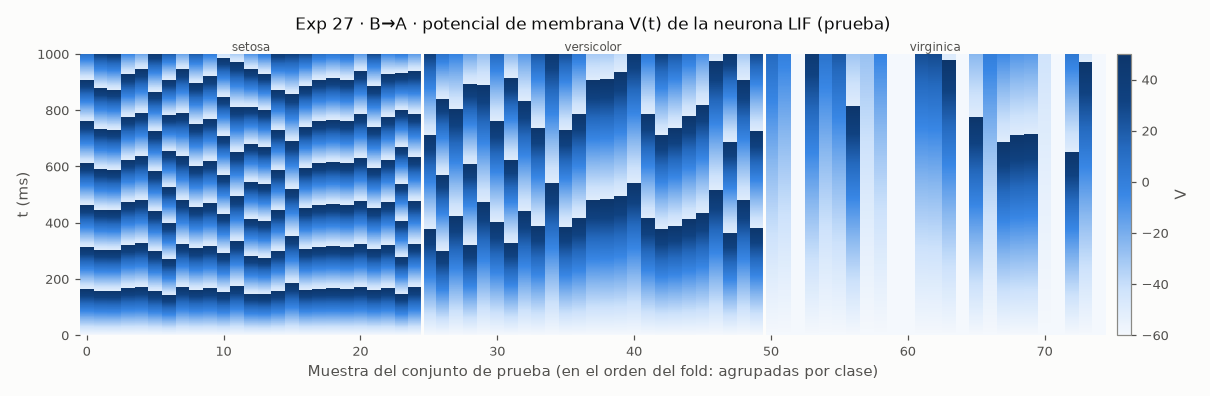 Exp 27 · B→A · potencial de membrana V(t) de la neurona LIF (prueba)
setosa versicolor virginica
1000
800
600
400
200
0
t (ms)
0 10 20 30 40 50 60 70
Muestra del conjunto de prueba (en el orden del fold: agrupadas por clase)
40
20
0
−20
−40
−60
V